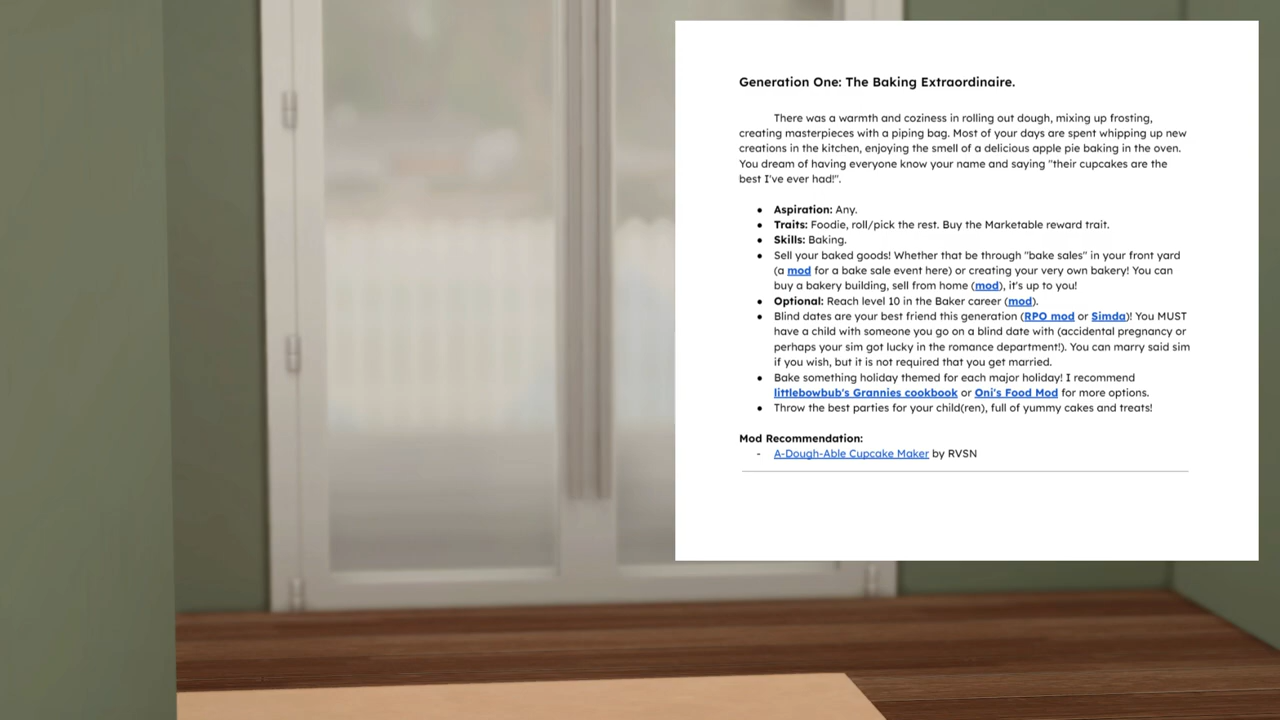 Generation One: The Baking Extraordinaire.
There was a warmth and coziness in rolling out dough, mixing up frosting,
creating masterpieces with a piping bag. Most of your days are spent whipping up new
creations in the kitchen, enjoying the smell of a delicious apple pie baking in the oven.
You dream of having everyone know your name and saying "their cupcakes are the
best I've ever had!".
● Aspiration: Any.
● Traits: Foodie, roll/pick the rest. Buy the Marketable reward trait.
● Skills: Baking.
● Sell your baked goods! Whether that be through "bake sales" in your front yard
(a mod for a bake sale event here) or creating your very own bakery! You can
buy a bakery building, sell from home (mod), it's up to you!
● Optional: Reach level 10 in the Baker career (mod).
● Blind dates are your best friend this generation (RPO mod or Simda)! You MUST
have a child with someone you go on a blind date with (accidental pregnancy or
perhaps your sim got lucky in the romance department!). You can marry said sim
if you wish, but it is not required that you get married.
● Bake something holiday themed for each major holiday! I recommend
littlebowbub's Grannies cookbook or Oni's Food Mod for more options.
● Throw the best parties for your child(ren), full of yummy cakes and treats!
Mod Recommendation:
- A-Dough-Able Cupcake Maker by RVSN